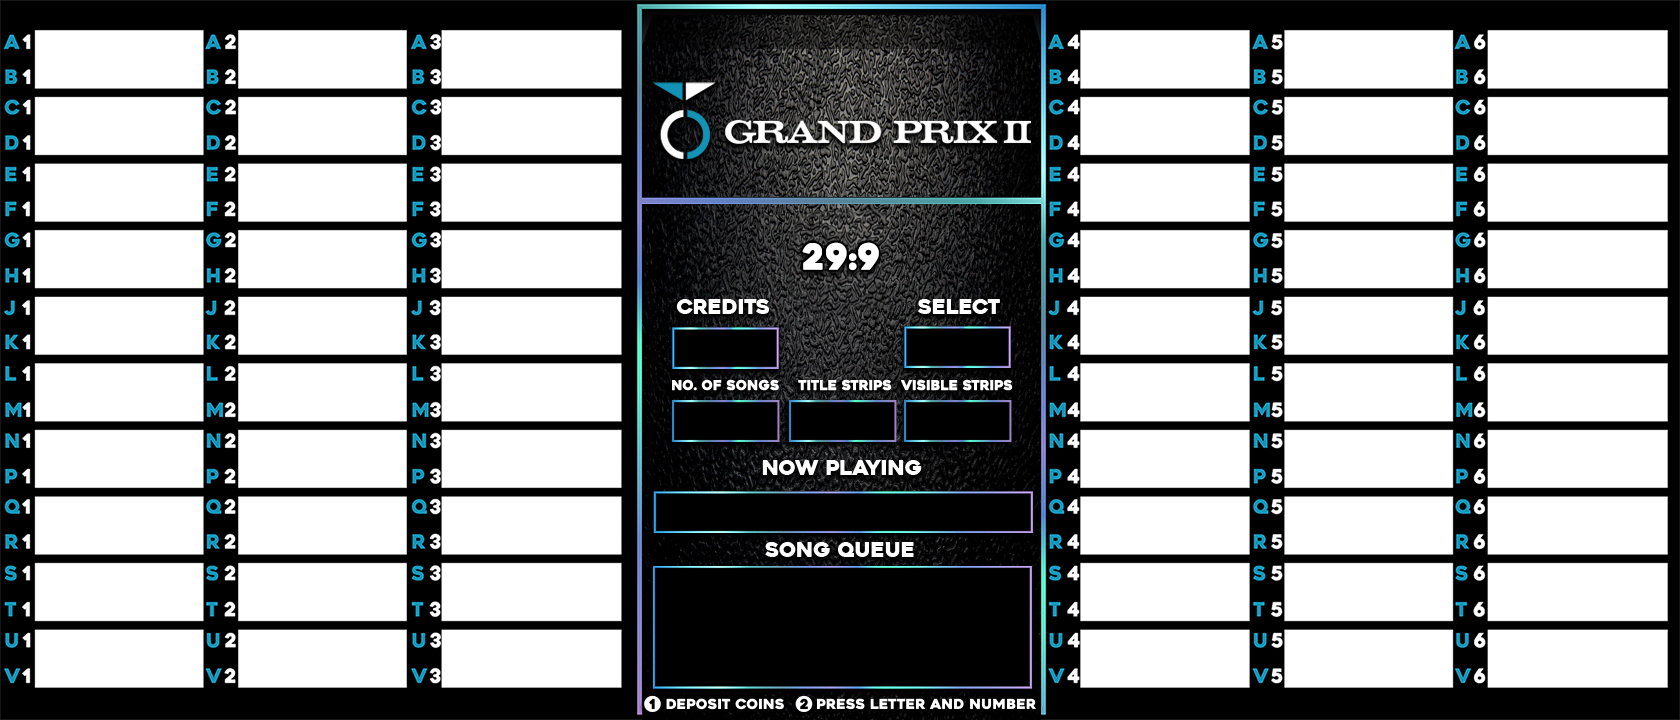 A1 A2 A3
B1 B2 B3
C1 C2 C3
D1 D2 D3
E1 E2 E3
F1 F2 F3
G1 G2 G3
H1 H2 H3
J1 J2 J3
K1 K2 K3
L1 L2 L3
M1 M2 M3
N1 N2 N3
P1 P2 P3
Q1 Q2 Q3
R1 R2 R3
S1 S2 S3
T1 T2 T3
U1 U2 U3
V1 V2 V3
GRAND PRIX II
29:9
CREDITS SELECT
NO. OF SONGS TITLE STRIPS VISIBLE STRIPS
NOW PLAYING
SONG QUEUE
1 DEPOSIT COINS 2 PRESS LETTER AND NUMBER
A4 A5 A6
B4 B5 B6
C4 C5 C6
D4 D5 D6
E4 E5 E6
F4 F5 F6
G4 G5 G6
H4 H5 H6
J4 J5 J6
K4 K5 K6
L4 L5 L6
M4 M5 M6
N4 N5 N6
P4 P5 P6
Q4 Q5 Q6
R4 R5 R6
S4 S5 S6
T4 T5 T6
U4 U5 U6
V4 V5 V6